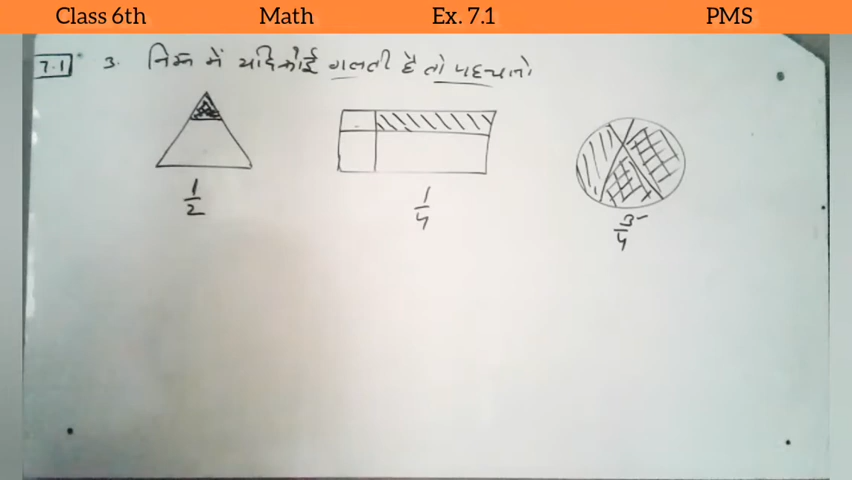 Class 6th Math Ex. 7.1 PMS
7.1 3. निम्न में यदि कोई गलती है तो पहचानो
1/2
1/4
3/4